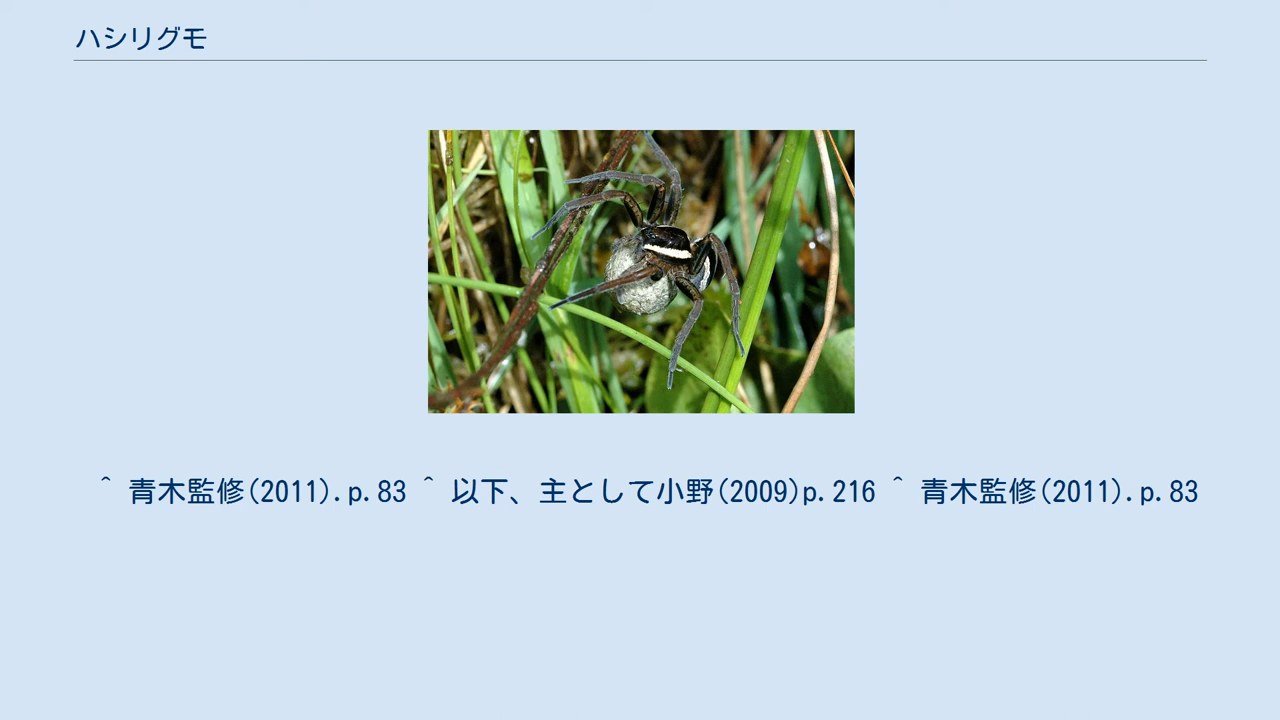 ハシリグモ
^ 青木監修(2011).p.83 ^ 以下、主として小野(2009)p.216 ^ 青木監修(2011).p.83